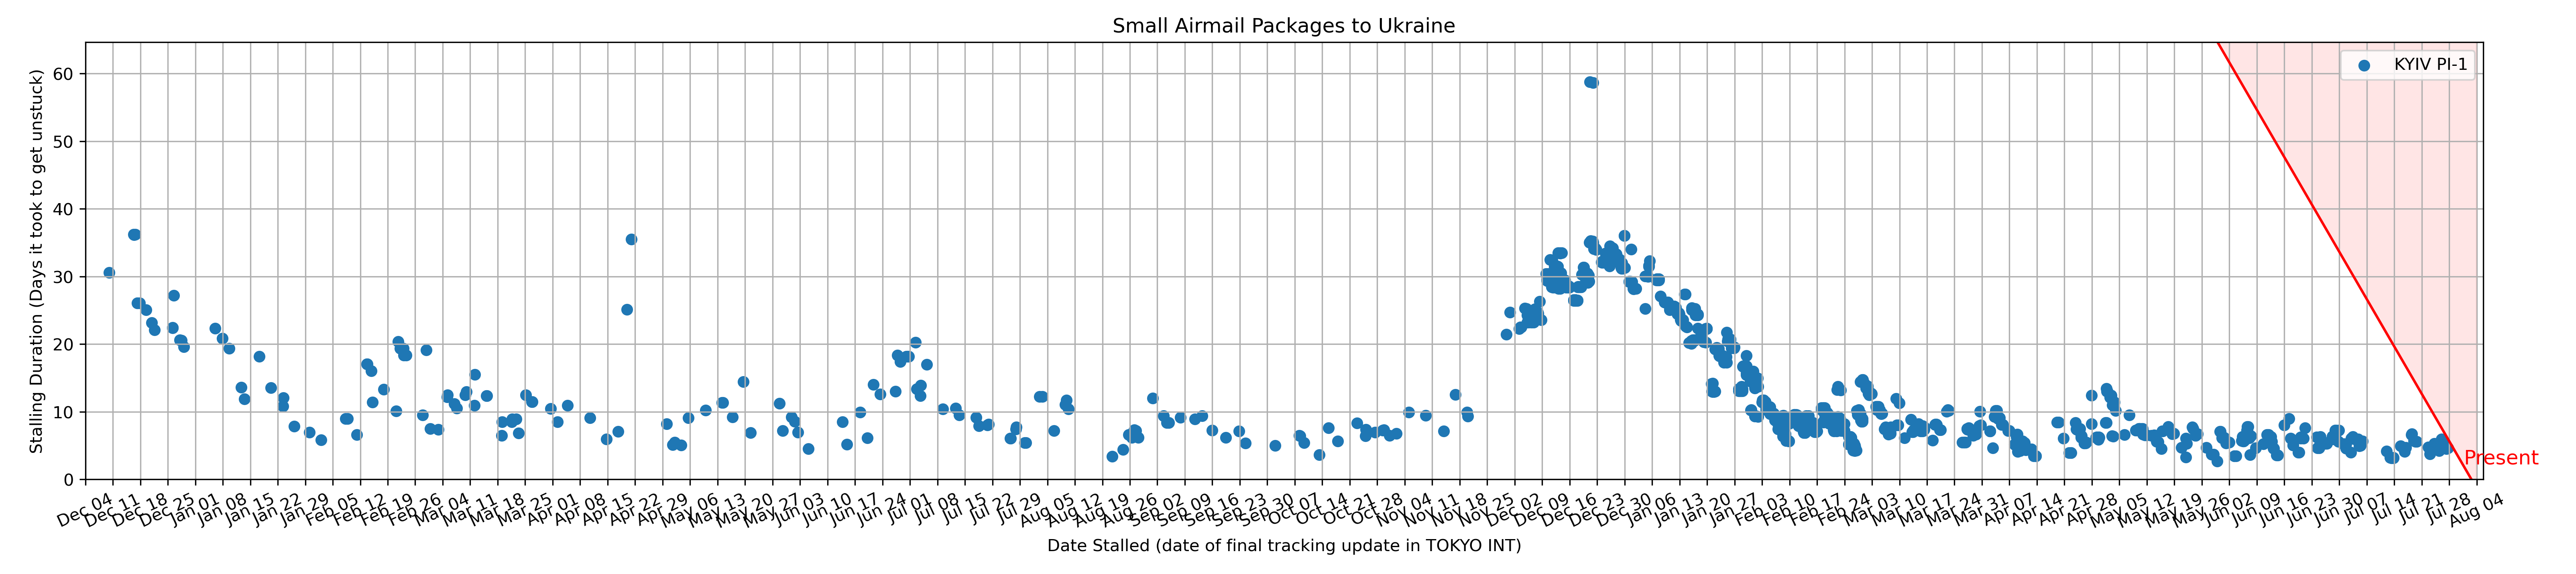 Small Airmail Packages to Ukraine
Stalling Duration (Days it took to get unstuck)
60
50
40
30
20
10
0
KYIV PI-1
Present
Dec 04
Dec 11
Dec 18
Dec 25
Jan 01
Jan 08
Jan 15
Jan 22
Jan 29
Feb 05
Feb 12
Feb 19
Feb 26
Mar 04
Mar 11
Mar 18
Mar 25
Apr 01
Apr 08
Apr 15
Apr 22
Apr 29
May 06
May 13
May 20
May 27
Jun 03
Jun 10
Jun 17
Jun 24
Jul 01
Jul 08
Jul 15
Jul 22
Jul 29
Aug 05
Aug 12
Aug 19
Aug 26
Sep 02
Sep 09
Sep 16
Sep 23
Sep 30
Oct 07
Oct 14
Oct 21
Oct 28
Nov 04
Nov 11
Nov 18
Nov 25
Dec 02
Dec 09
Dec 16
Dec 23
Dec 30
Jan 06
Jan 13
Jan 20
Jan 27
Feb 03
Feb 10
Feb 17
Feb 24
Mar 03
Mar 10
Mar 17
Mar 24
Mar 31
Apr 07
Apr 14
Apr 21
Apr 28
May 05
May 12
May 19
May 26
Jun 02
Jun 09
Jun 16
Jun 23
Jun 30
Jul 07
Jul 14
Jul 21
Jul 28
Aug 04
Date Stalled (date of final tracking update in TOKYO INT)